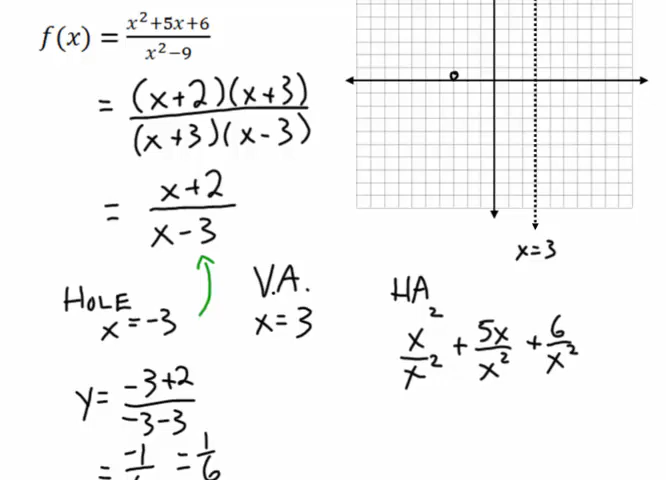 f(x) = x²+5x+6 / x²−9
= (x+2)(x+3) / (x+3)(x-3)
= x+2 / x-3
HOLE
x = -3
V.A.
x = 3
y = -3+2 / -3-3
= -1/ = 1/6
x=3
HA
x²/x² + 5x/x² + 6/x²